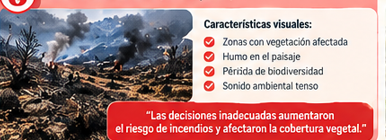 Características visuales:
Zonas con vegetación afectada
Humo en el paisaje
Pérdida de biodiversidad
Sonido ambiental tenso
“Las decisiones inadecuadas aumentaron
el riesgo de incendios y afectaron la cobertura vegetal.”